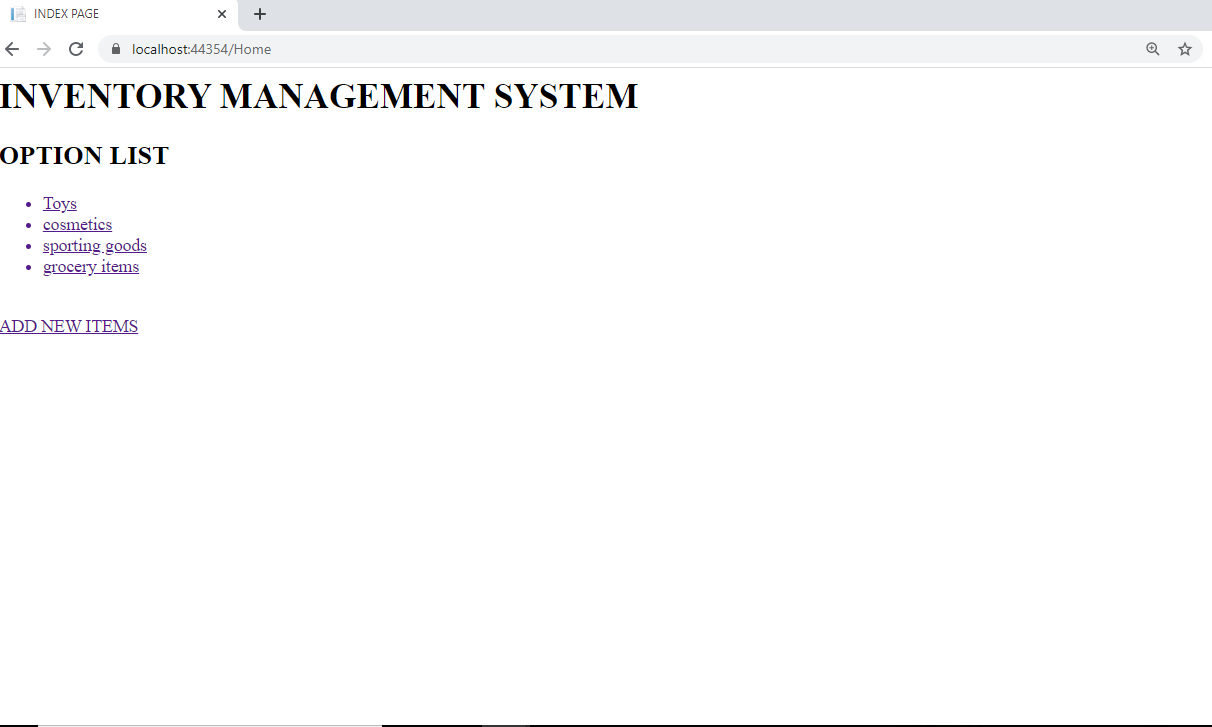 INDEX PAGE
localhost:44354/Home
INVENTORY MANAGEMENT SYSTEM
OPTION LIST
Toys
cosmetics
sporting goods
grocery items
ADD NEW ITEMS